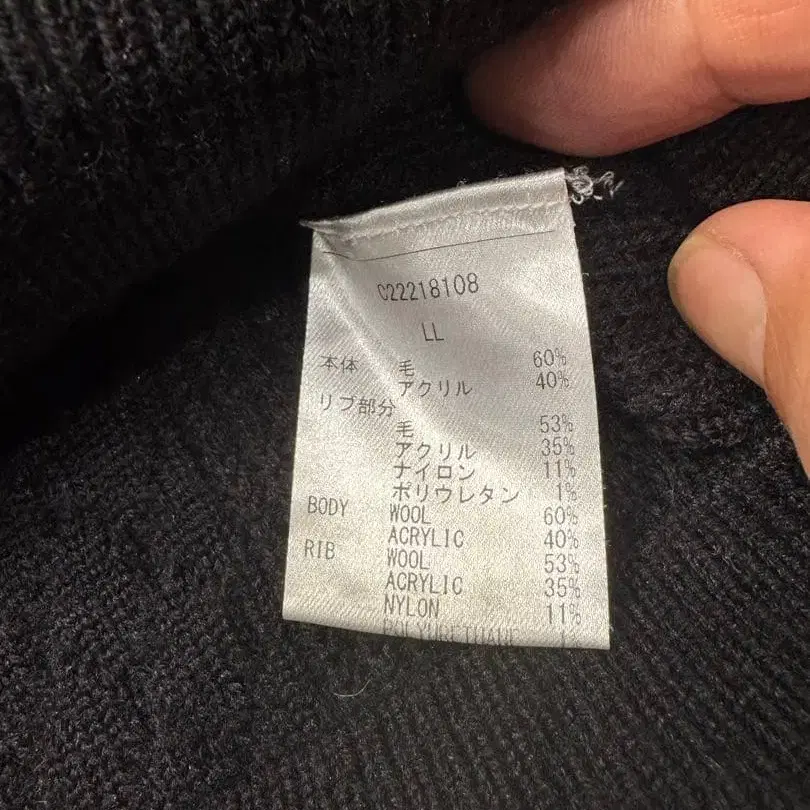 C22218108
LL
本体 毛 60%
アクリル 40%
リブ部分
毛 53%
アクリル 35%
ナイロン 11%
ポリウレタン 1%
BODY WOOL 60%
ACRYLIC 40%
RIB WOOL 53%
ACRYLIC 35%
NYLON 11%
POLYURETHANE 1%